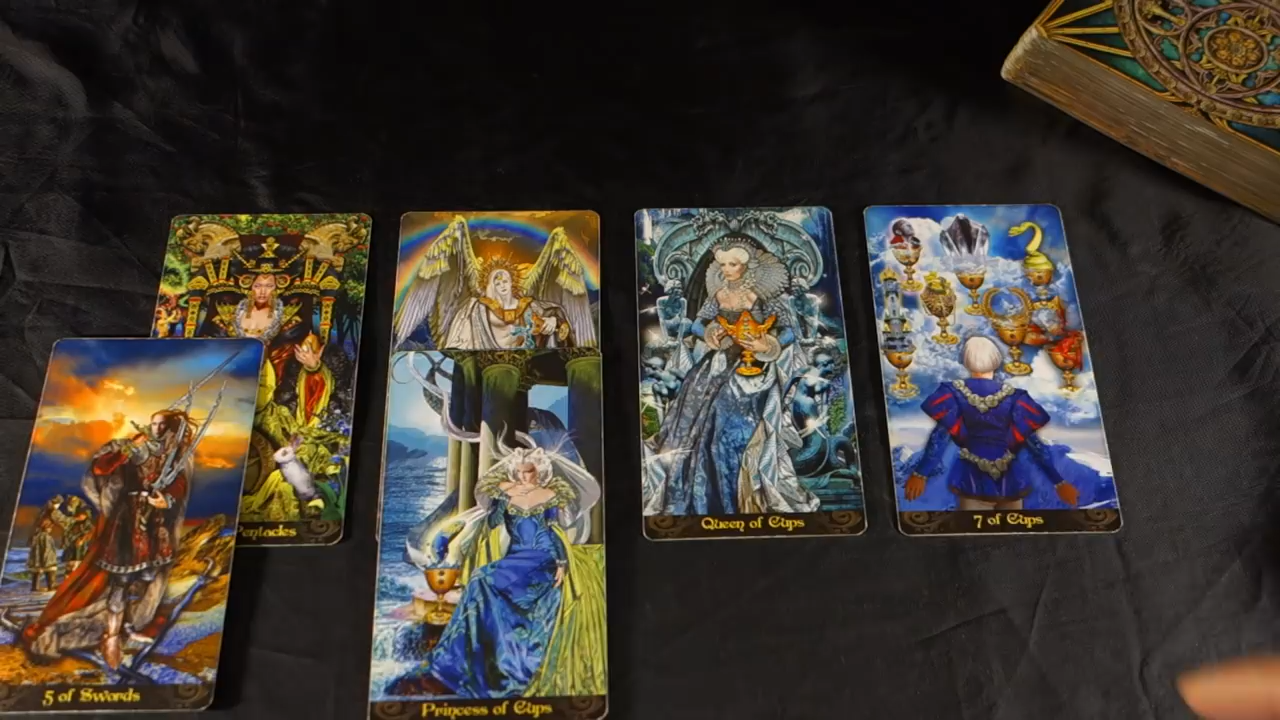 Pentacles
Queen of Cups
7 of Cups
5 of Swords
Princess of Cups